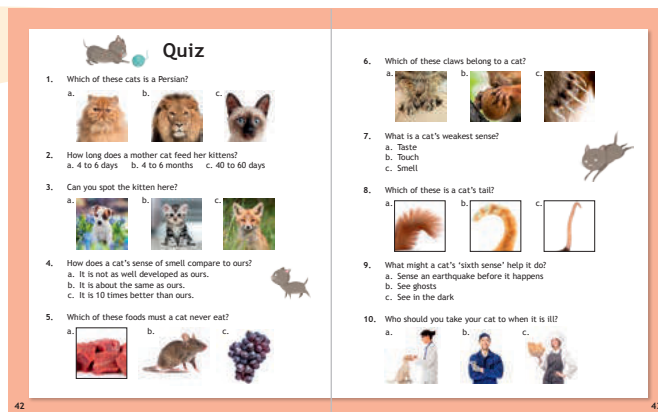 Quiz
1. Which of these cats is a Persian?
a. b. c.
2. How long does a mother cat feed her kittens?
a. 4 to 6 days b. 4 to 6 months c. 40 to 60 days
3. Can you spot the kitten here?
a. b. c.
4. How does a cat's sense of smell compare to ours?
a. It is not as well developed as ours.
b. It is about the same as ours.
c. It is 10 times better than ours.
5. Which of these foods must a cat never eat?
a. b. c.
42
6. Which of these claws belong to a cat?
a. b. c.
7. What is a cat's weakest sense?
a. Taste
b. Touch
c. Smell
8. Which of these is a cat's tail?
a. b. c.
9. What might a cat's ‘sixth sense’ help it do?
a. Sense an earthquake before it happens
b. See ghosts
c. See in the dark
10. Who should you take your cat to when it is ill?
a. b. c.